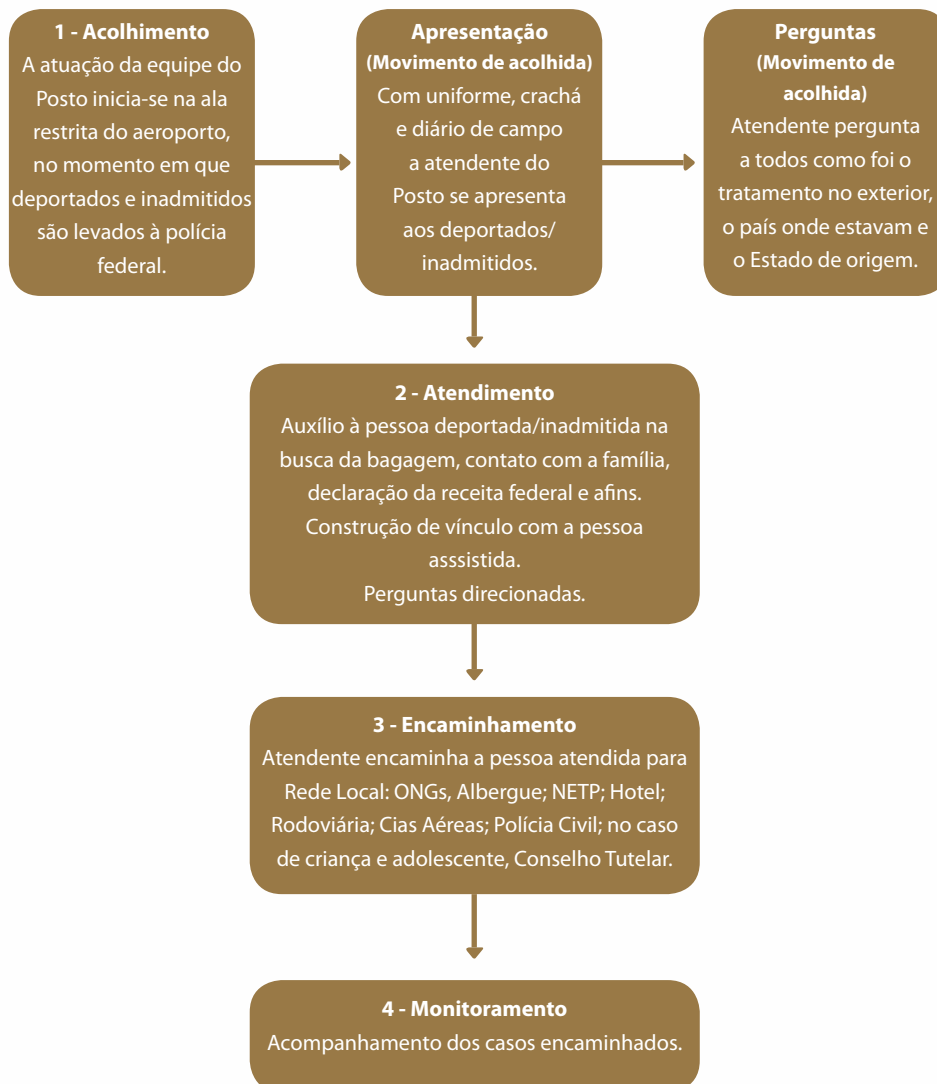 1 - Acolhimento
A atuação da equipe do
Posto inicia-se na ala
restrita do aeroporto,
no momento em que
deportados e inadmitidos
são levados à polícia
federal.
Apresentação
(Movimento de acolhida)
Com uniforme, crachá
e diário de campo
a atendente do
Posto se apresenta
aos deportados/
inadmitidos.
Perguntas
(Movimento de
acolhida)
Atendente pergunta
a todos como foi o
tratamento no exterior,
o país onde estavam e
o Estado de origem.
2 - Atendimento
Auxílio à pessoa deportada/inadmitida na
busca da bagagem, contato com a família,
declaração da receita federal e afins.
Construção de vínculo com a pessoa
asssistida.
Perguntas direcionadas.
3 - Encaminhamento
Atendente encaminha a pessoa atendida para
Rede Local: ONGs, Albergue; NETP; Hotel;
Rodoviária; Cias Aéreas; Polícia Civil; no caso
de criança e adolescente, Conselho Tutelar.
4 - Monitoramento
Acompanhamento dos casos encaminhados.